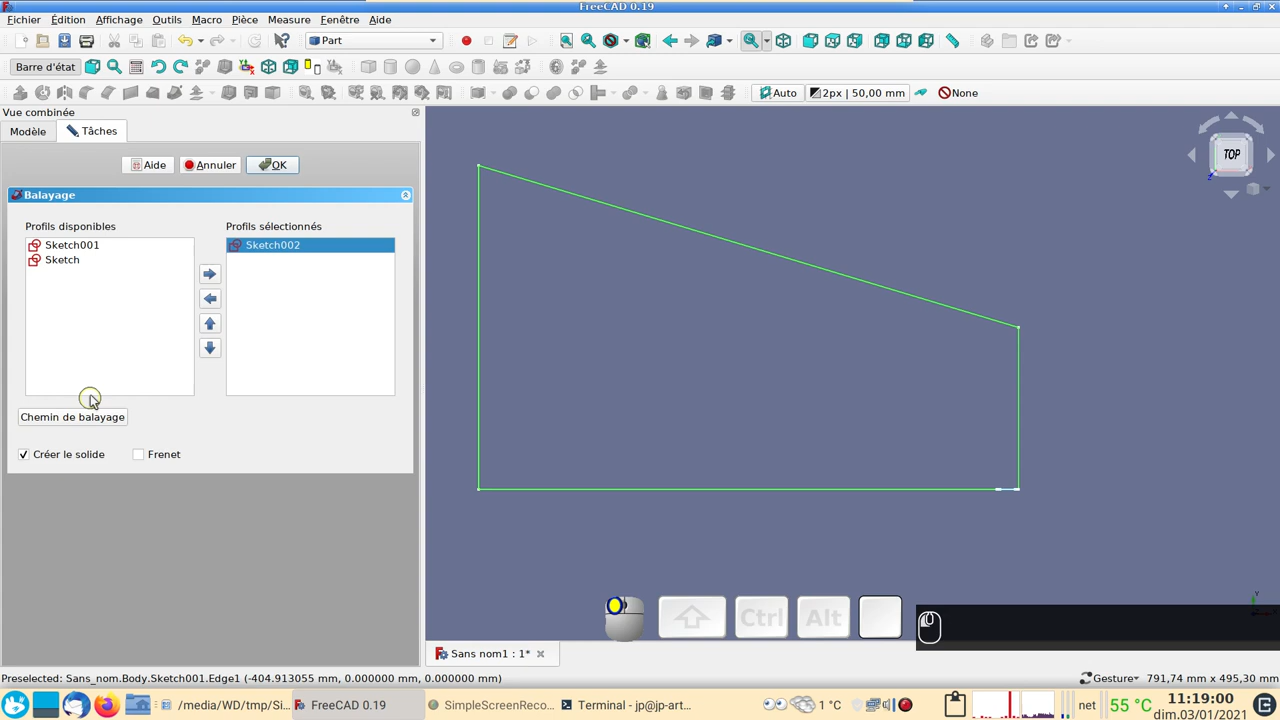 FreeCAD 0.19
Fichier Édition Affichage Outils Macro Pièce Measure Fenêtre Aide
Part
Barre d'état
Auto 2px | 50,00 mm None
Vue combinée
Modèle Tâches
Aide Annuler OK
Balayage
Profils disponibles Profils sélectionnés
Sketch001 Sketch002
Sketch
Chemin de balayage
Créer le solide Frenet
TOP
Z
Y
Ctrl Alt
Sans nom1 : 1*
Preselected: Sans_nom.Body.Sketch001.Edge1 (-404.913055 mm, 0.000000 mm, 0.000000 mm) Gesture 791,74 mm x 495,30 mm
/media/WD/tmp/Si... FreeCAD 0.19 SimpleScreenReco... Terminal - jp@jp-art... 1 °C net 55 °C 11:19:00
dim.03/01/2021